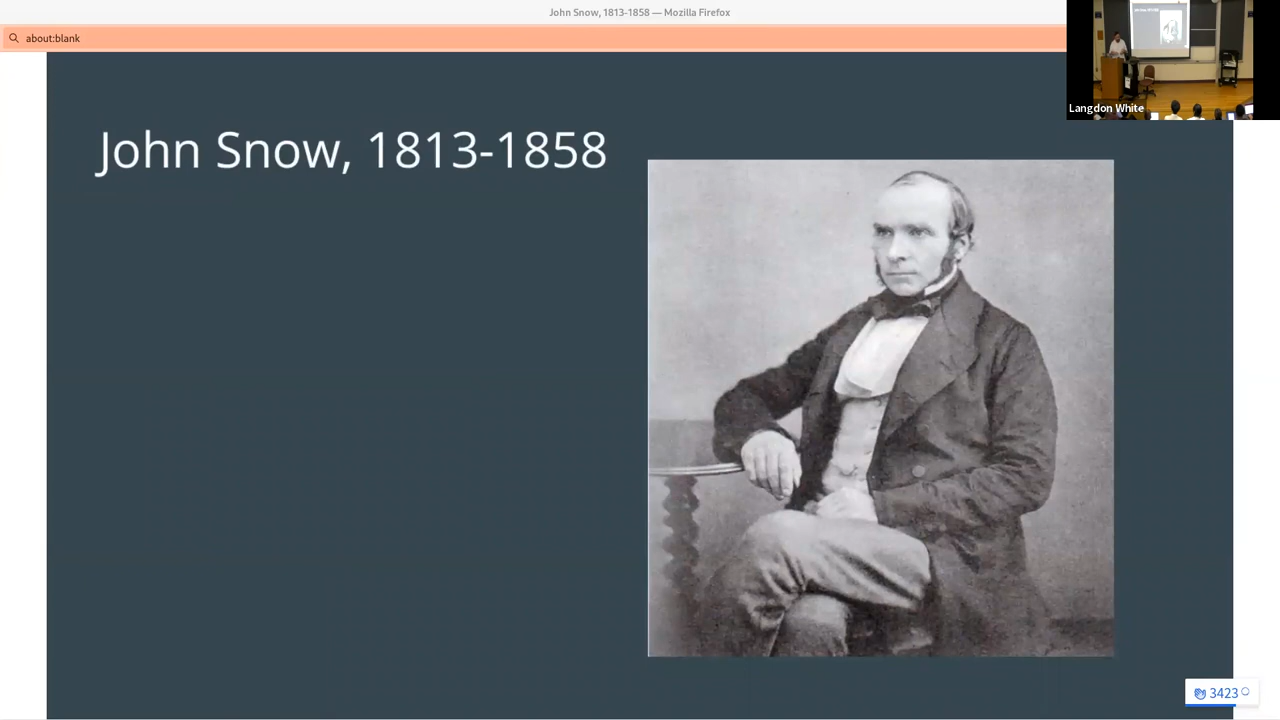 John Snow, 1813-1858 — Mozilla Firefox
about:blank
Langdon White
John Snow, 1813-1858
3423